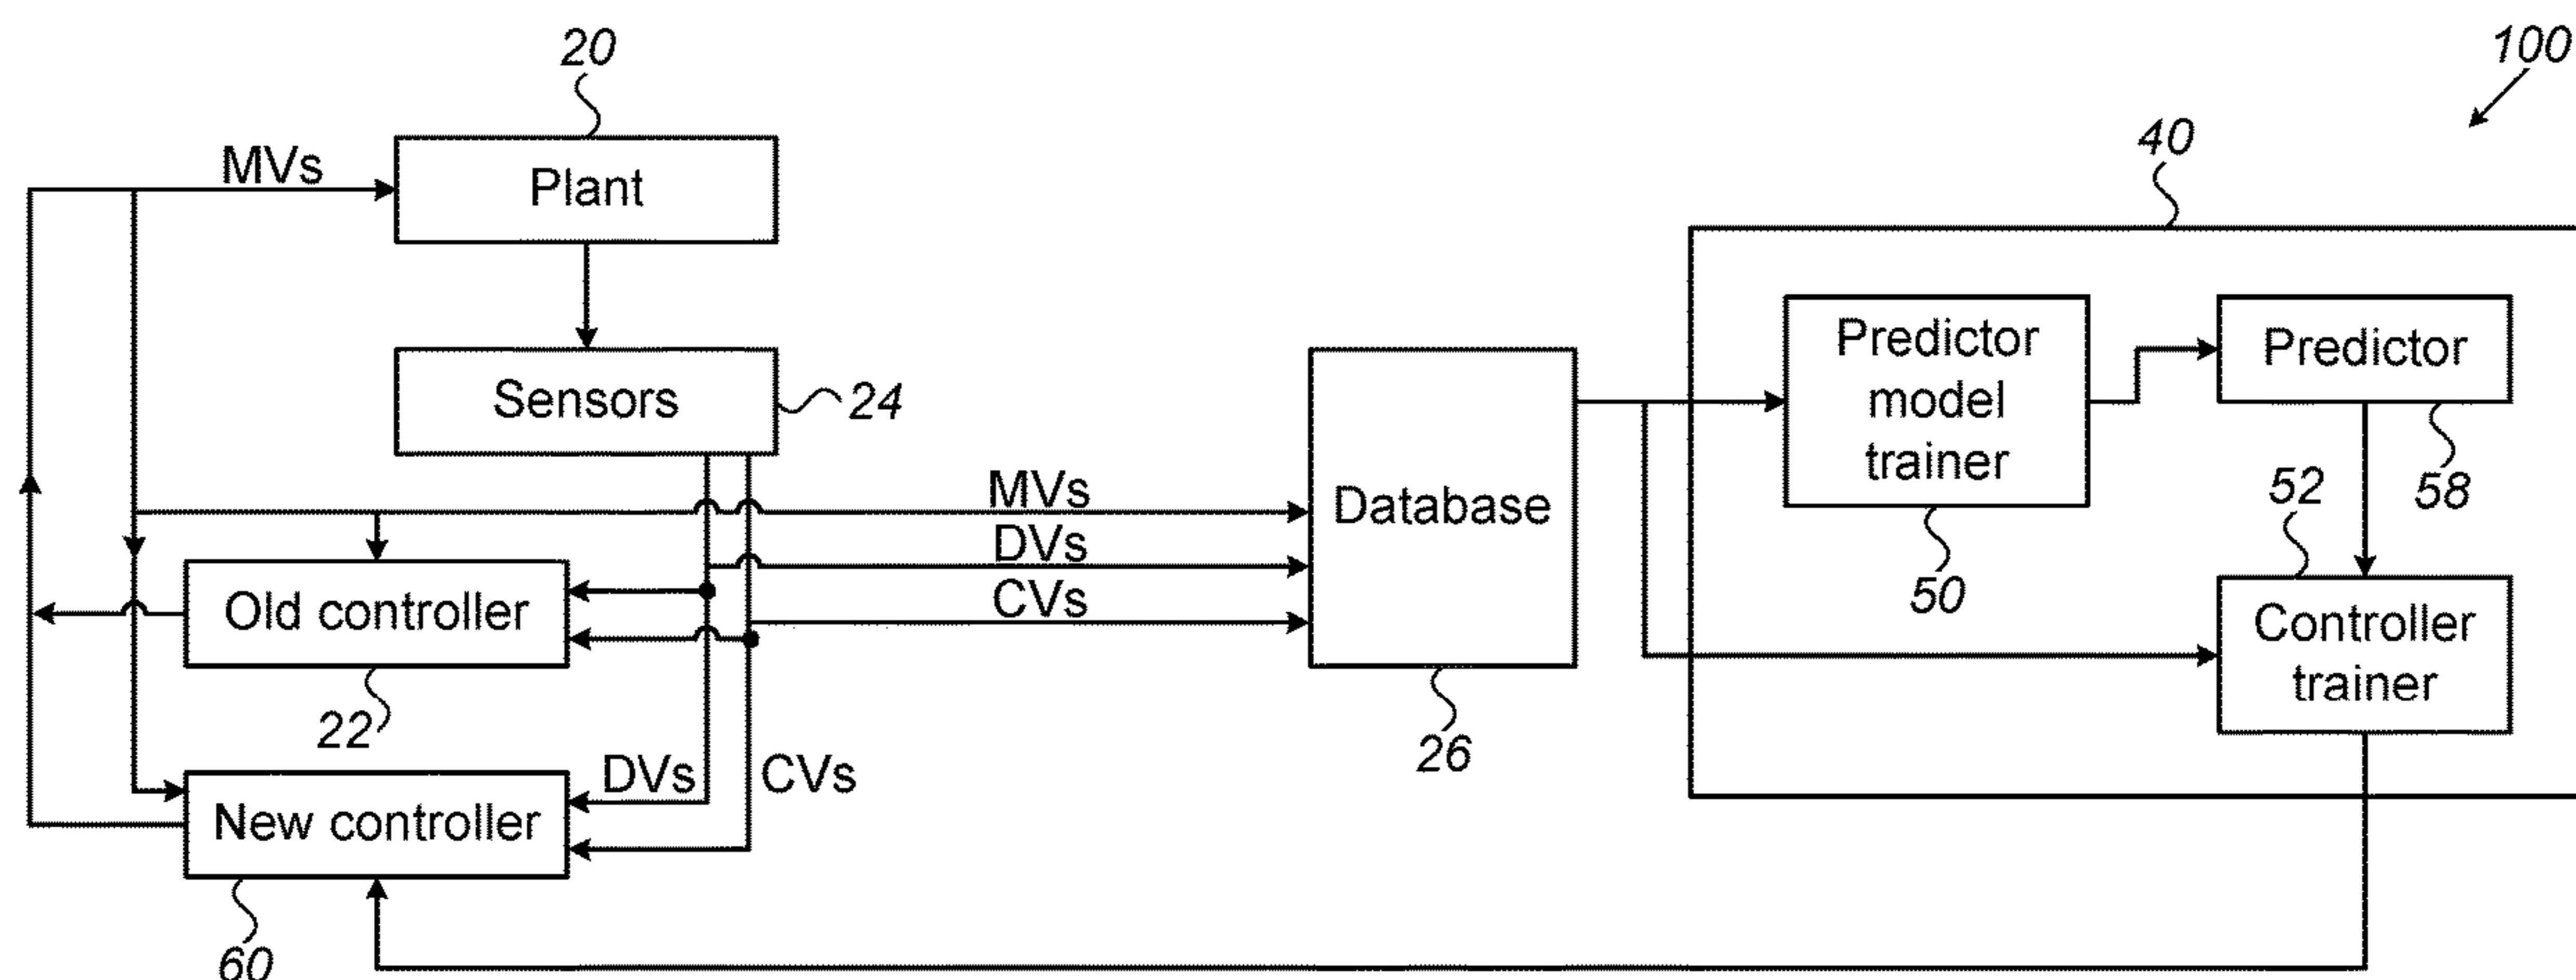 20
100
MVs
Plant
40
Sensors
24
Predictor
model
trainer
50
Predictor
58
MVs
DVs
CVs
Database
26
52
Controller
trainer
Old controller
22
DVs
CVs
New controller
60